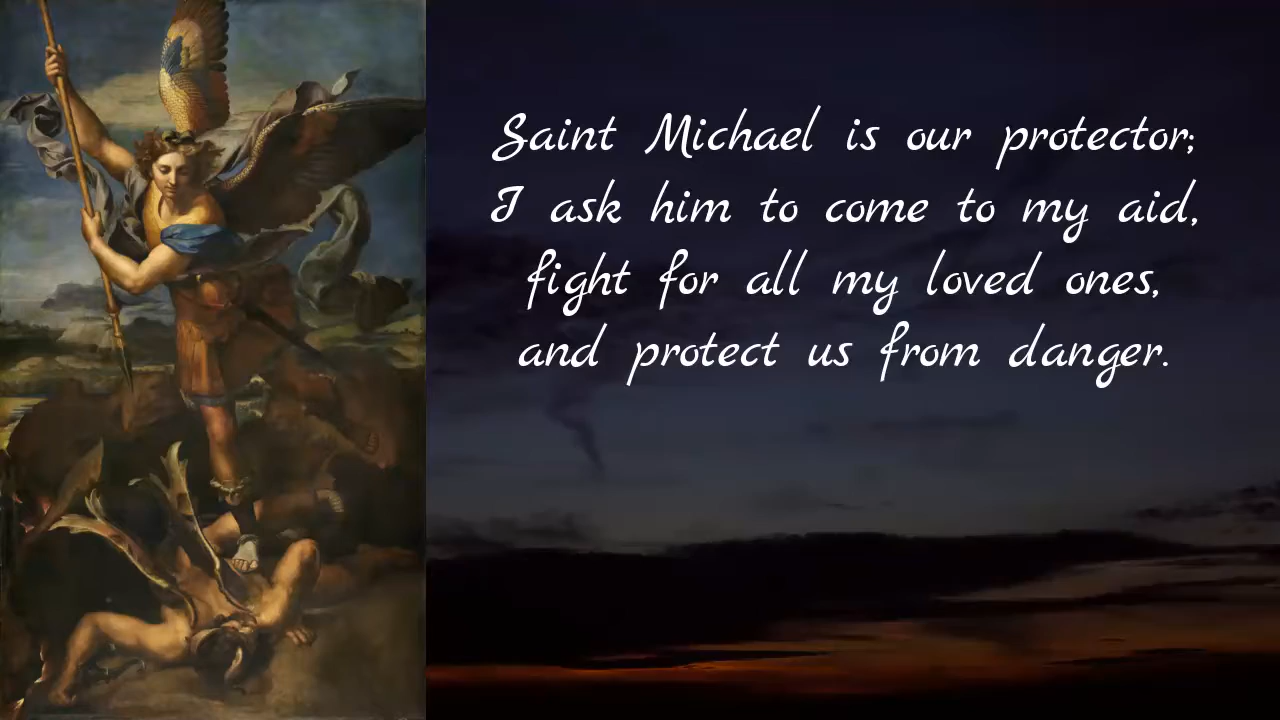 Saint Michael is our protector;
I ask him to come to my aid,
fight for all my loved ones,
and protect us from danger.